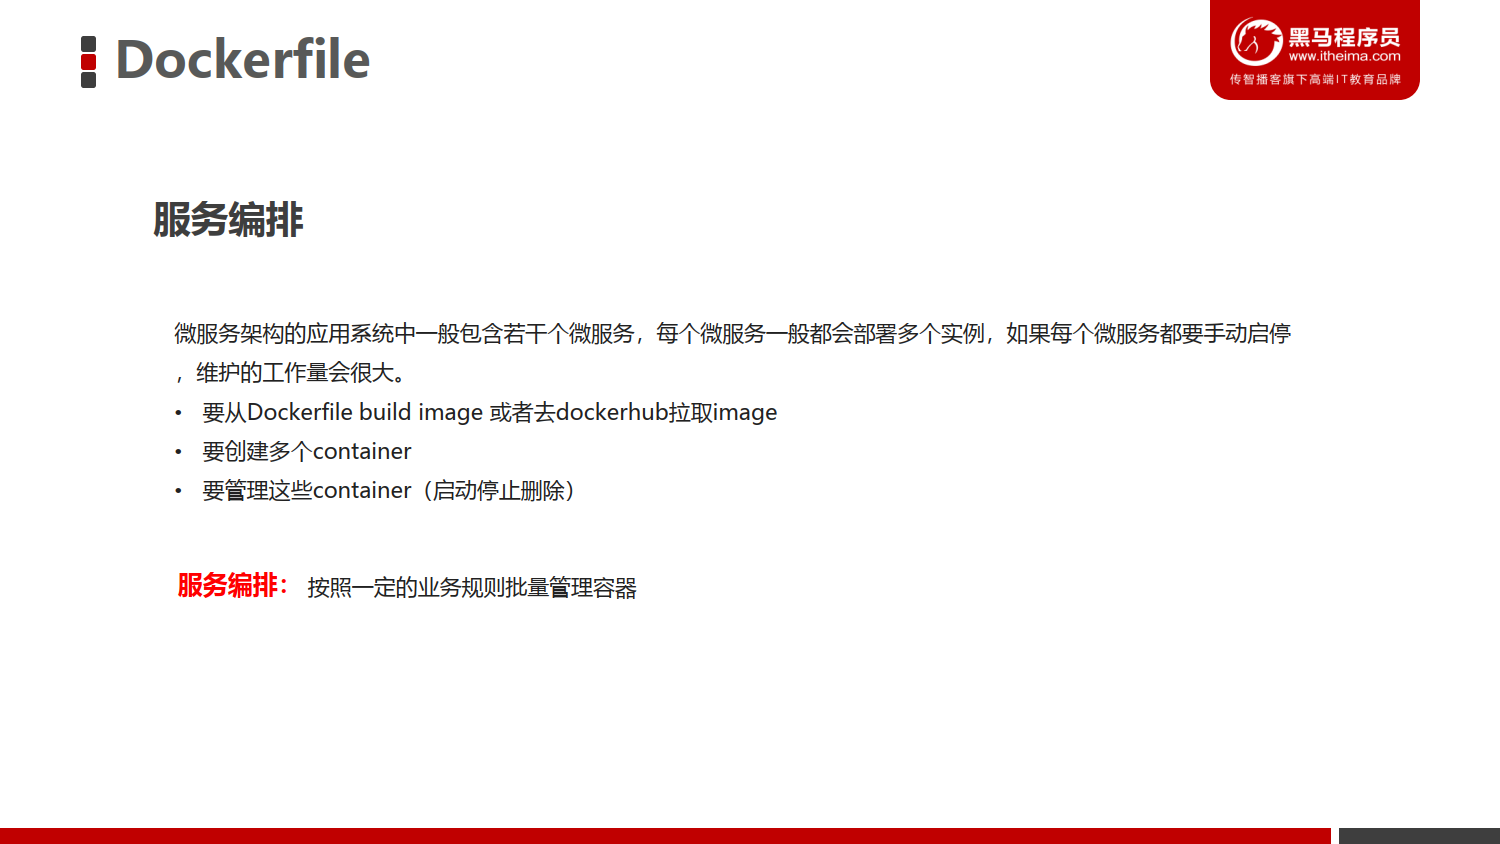 Dockerfile
黑马程序员
www.itheima.com
传智播客旗下高端IT教育品牌
服务编排
微服务架构的应用系统中一般包含若干个微服务，每个微服务一般都会部署多个实例，如果每个微服务都要手动启停
，维护的工作量会很大。
• 要从Dockerfile build image 或者去dockerhub拉取image
• 要创建多个container
• 要管理这些container（启动停止删除）
服务编排： 按照一定的业务规则批量管理容器